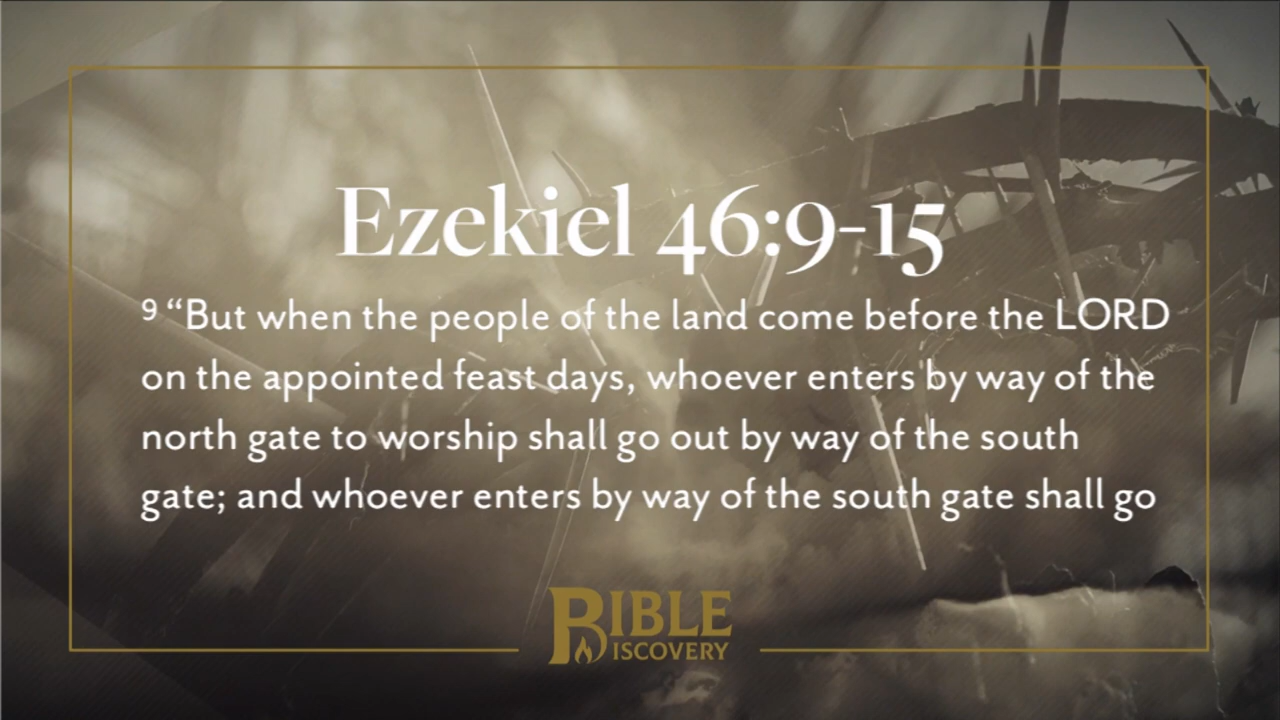 Ezekiel 46:9-15
9 “But when the people of the land come before the LORD
on the appointed feast days, whoever enters by way of the
north gate to worship shall go out by way of the south
gate; and whoever enters by way of the south gate shall go
BIBLE
DISCOVERY